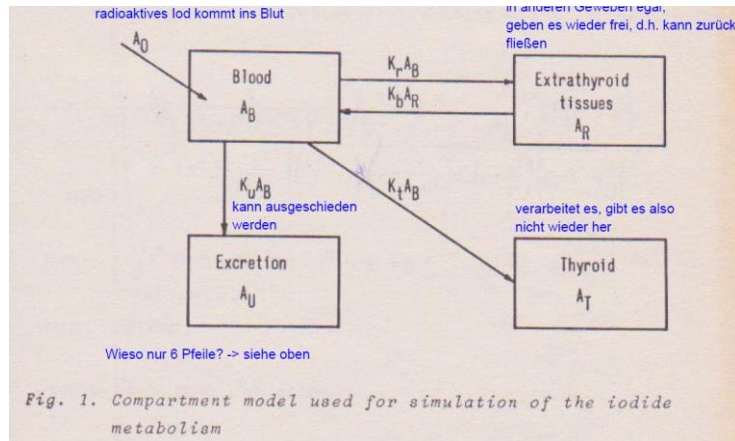 radioaktives Iod kommt ins Blut
in anderen Geweben egal,
geben es wieder frei, d.h. kann zurück
fließen
A0
Blood
AB
KrAB
KbAR
Extrathyroid
tissues
AR
KuAB
kann ausgeschieden
werden
KtAB
verarbeitet es, gibt es also
nicht wieder her
Excretion
AU
Thyroid
AT
Wieso nur 6 Pfeile? -> siehe oben
Fig. 1. Compartment model used for simulation of the iodide
metabolism